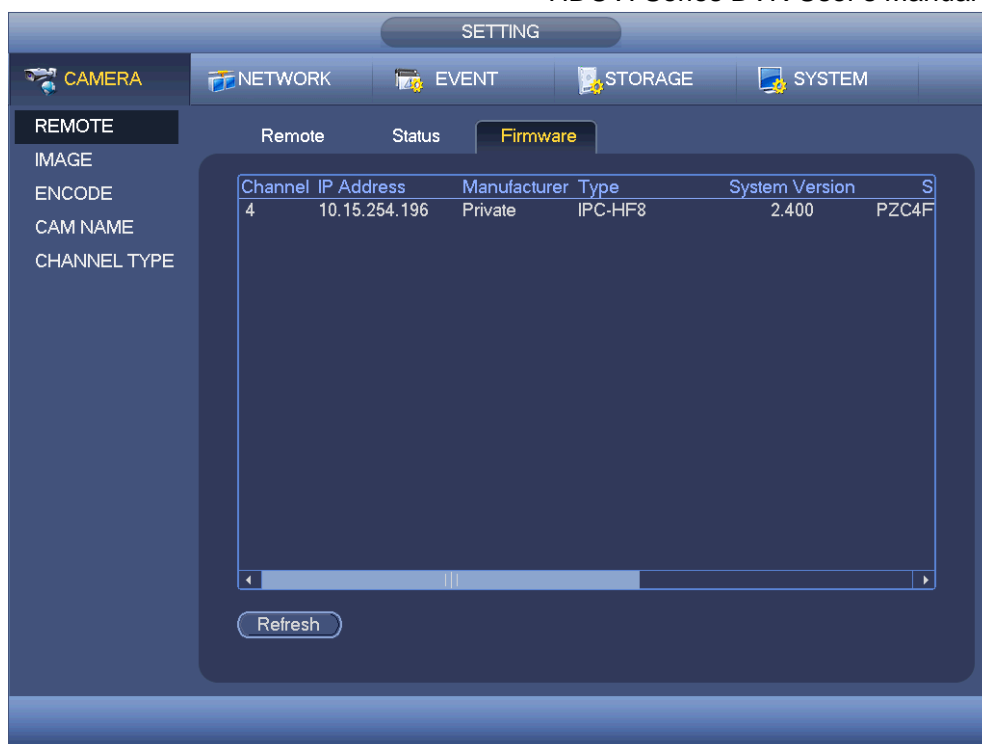 SETTING
CAMERA NETWORK EVENT STORAGE SYSTEM
REMOTE
IMAGE
ENCODE
CAM NAME
CHANNEL TYPE
Remote Status Firmware
Channel IP Address Manufacturer Type System Version S
4 10.15.254.196 Private IPC-HF8 2.400 PZC4F
Refresh